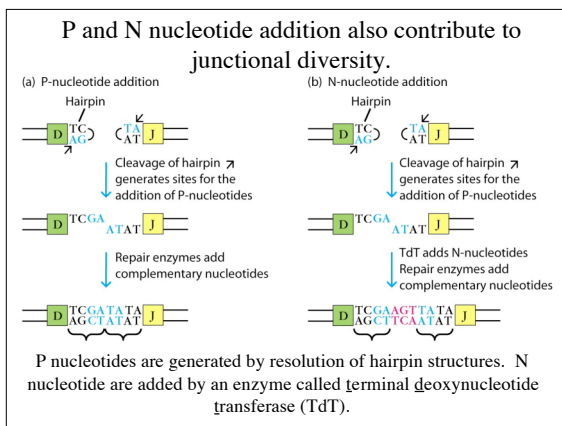 P and N nucleotide addition also contribute to
junctional diversity.
(a) P-nucleotide addition
Hairpin
D TC TA J
AG AT
Cleavage of hairpin
generates sites for the
addition of P-nucleotides
D TCGA
ATAT J
Repair enzymes add
complementary nucleotides
D TCGATATA J
AGCTATAT
(b) N-nucleotide addition
Hairpin
D TC TA J
AG AT
Cleavage of hairpin
generates sites for the
addition of P-nucleotides
D TCGA
ATAT J
TdT adds N-nucleotides
Repair enzymes add
complementary nucleotides
D TCGAAGTTATA J
AGCTTCAATAT
P nucleotides are generated by resolution of hairpin structures. N
nucleotide are added by an enzyme called terminal deoxynucleotide
transferase (TdT).